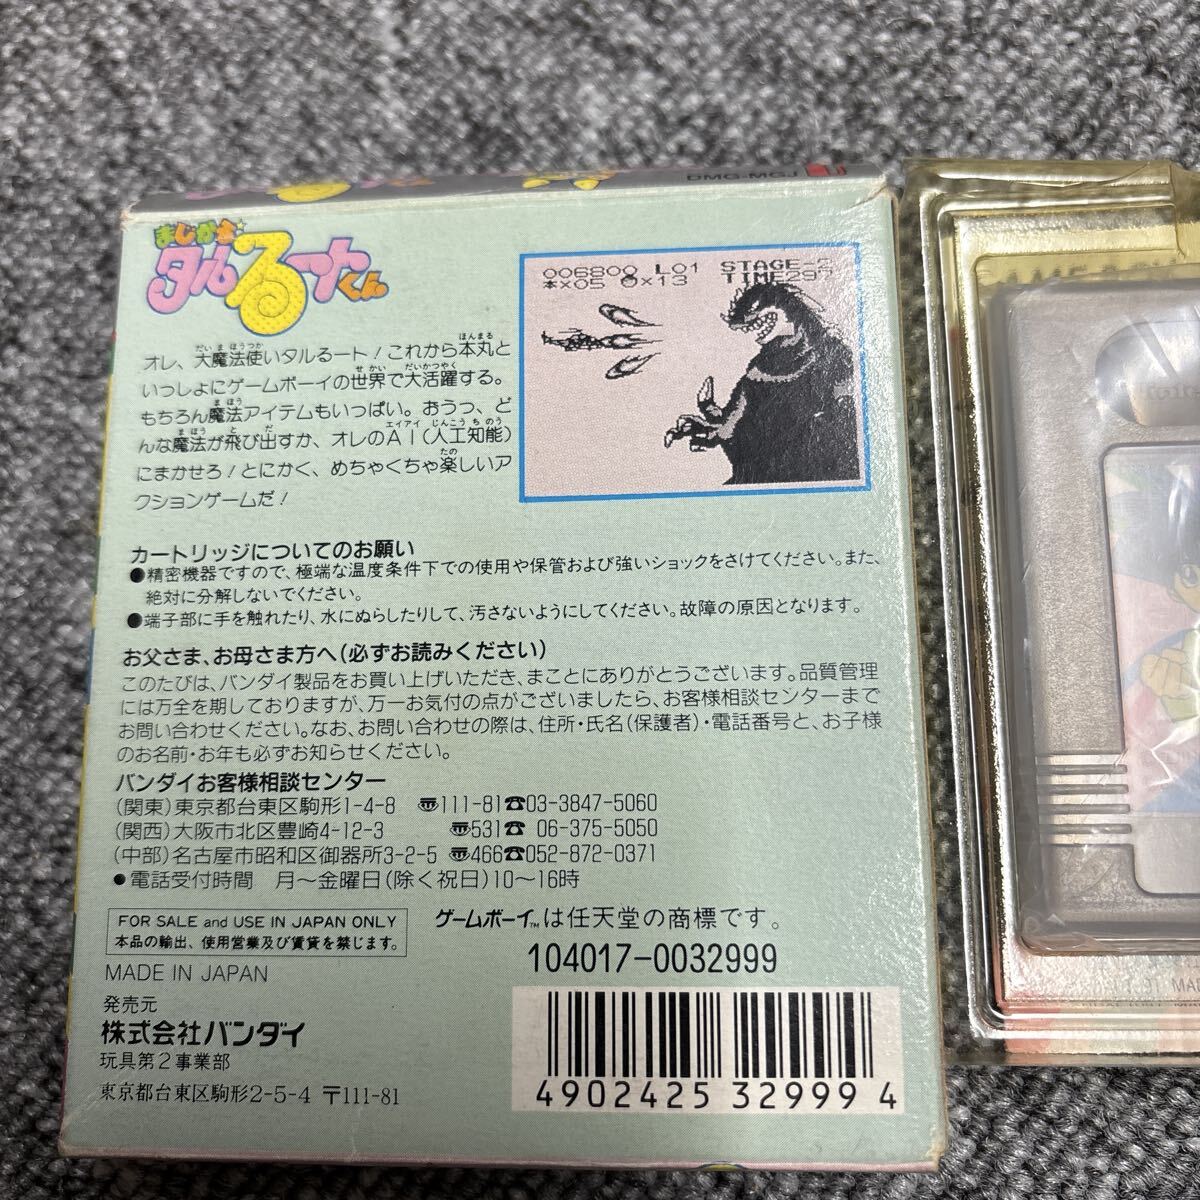 DMG-MGJ
まじかる☆
タルるートくん
オレ、大魔法使いタルるート!これから本丸と
いっしょにゲームボーイの世界で大活躍する。
もちろん魔法アイテムもいっぱい。おうっ、ど
んな魔法が飛び出すか、オレのAI(人工知能)
にまかせろ!とにかく、めちゃくちゃ楽しいア
クションゲームだ!
006800 L01 STAGE-2
×05 ×13 TIME297
カートリッジについてのお願い
●精密機器ですので、極端な温度条件下での使用や保管および強いショックをさけてください。また、
絶対に分解しないでください。
●端子部に手を触れたり、水にぬらしたりして、汚さないようにしてください。故障の原因となります。
お父さま、お母さま方へ(必ずお読みください)
このたびは、バンダイ製品をお買い上げいただき、まことにありがとうございます。品質管理
には万全を期しておりますが、万一お気付の点がございましたら、お客様相談センターまで
お問い合わせください。なお、お問い合わせの際は、住所・氏名(保護者)・電話番号と、お子様
のお名前・お年も必ずお知らせください。
バンダイお客様相談センター
(関東)東京都台東区駒形1-4-8 〠111-81☎03-3847-5060
(関西)大阪市北区豊崎4-12-3 〠531☎ 06-375-5050
(中部)名古屋市昭和区御器所3-2-5 〠466☎052-872-0371
●電話受付時間 月〜金曜日(除く祝日)10〜16時
FOR SALE and USE IN JAPAN ONLY
本品の輸出、使用営業及び賃貸を禁じます。
ゲームボーイ™は任天堂の商標です。
MADE IN JAPAN
104017-0032999
発売元
株式会社バンダイ
玩具第2事業部
東京都台東区駒形2-5-4 〒111-81
4902425 329994